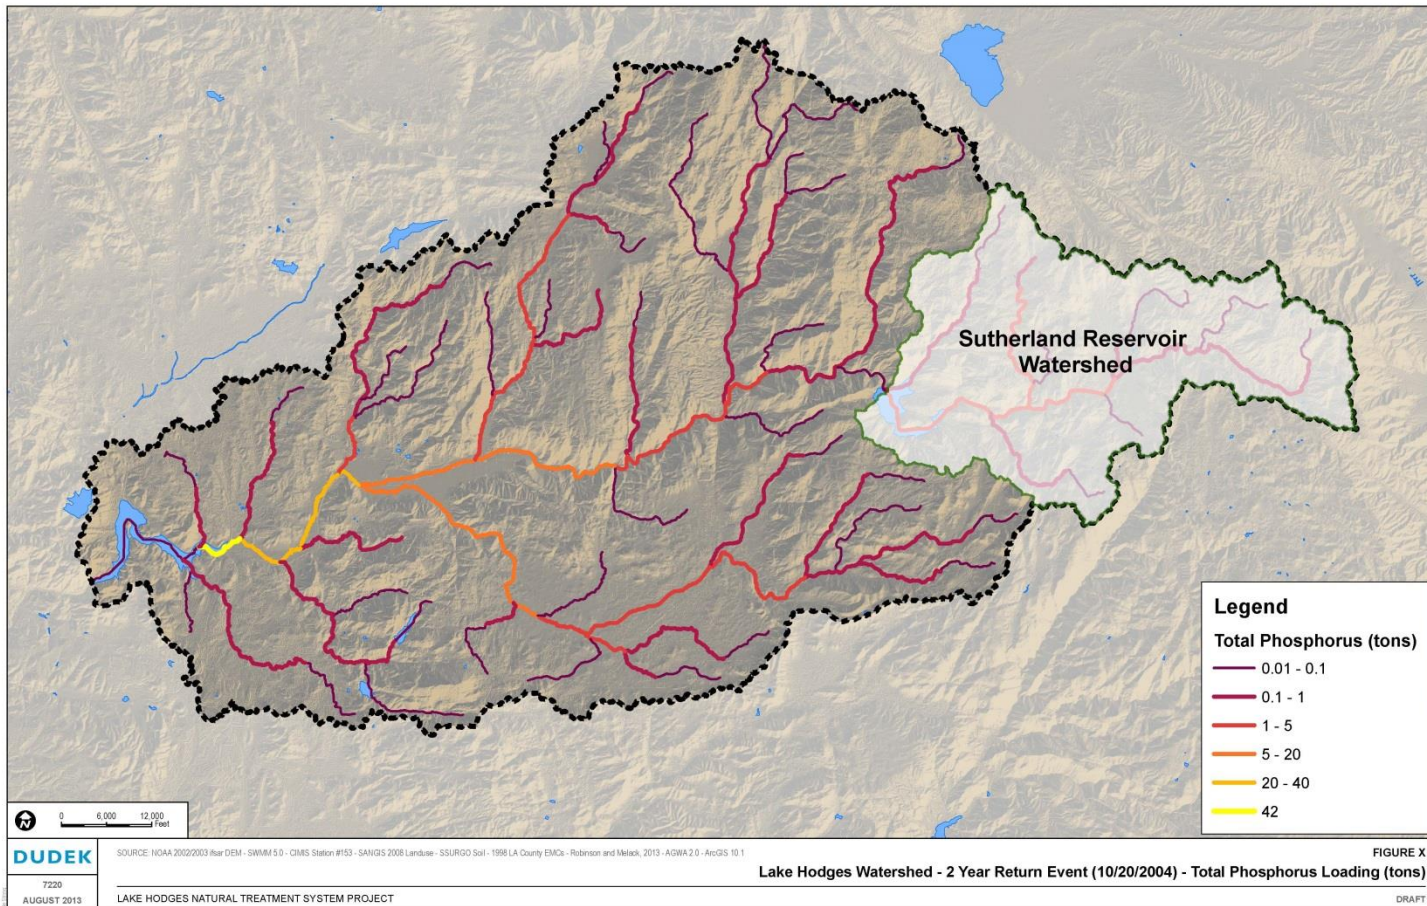 Sutherland Reservoir
Watershed
Legend
Total Phosphorus (tons)
0.01 - 0.1
0.1 - 1
1 - 5
5 - 20
20 - 40
42
0 6,000 12,000
Feet
DUDEK
7220
AUGUST 2013
SOURCE: NOAA 2002/2003 ifsar DEM - SWMM 5.0 - CIMIS Station #153 - SANGIS 2008 Landuse - SSURGO Soil - 1998 LA County EMCs - Robinson and Melack, 2013 - AGWA 2.0 - ArcGIS 10.1
FIGURE X
Lake Hodges Watershed - 2 Year Return Event (10/20/2004) - Total Phosphorus Loading (tons)
LAKE HODGES NATURAL TREATMENT SYSTEM PROJECT
DRAFT